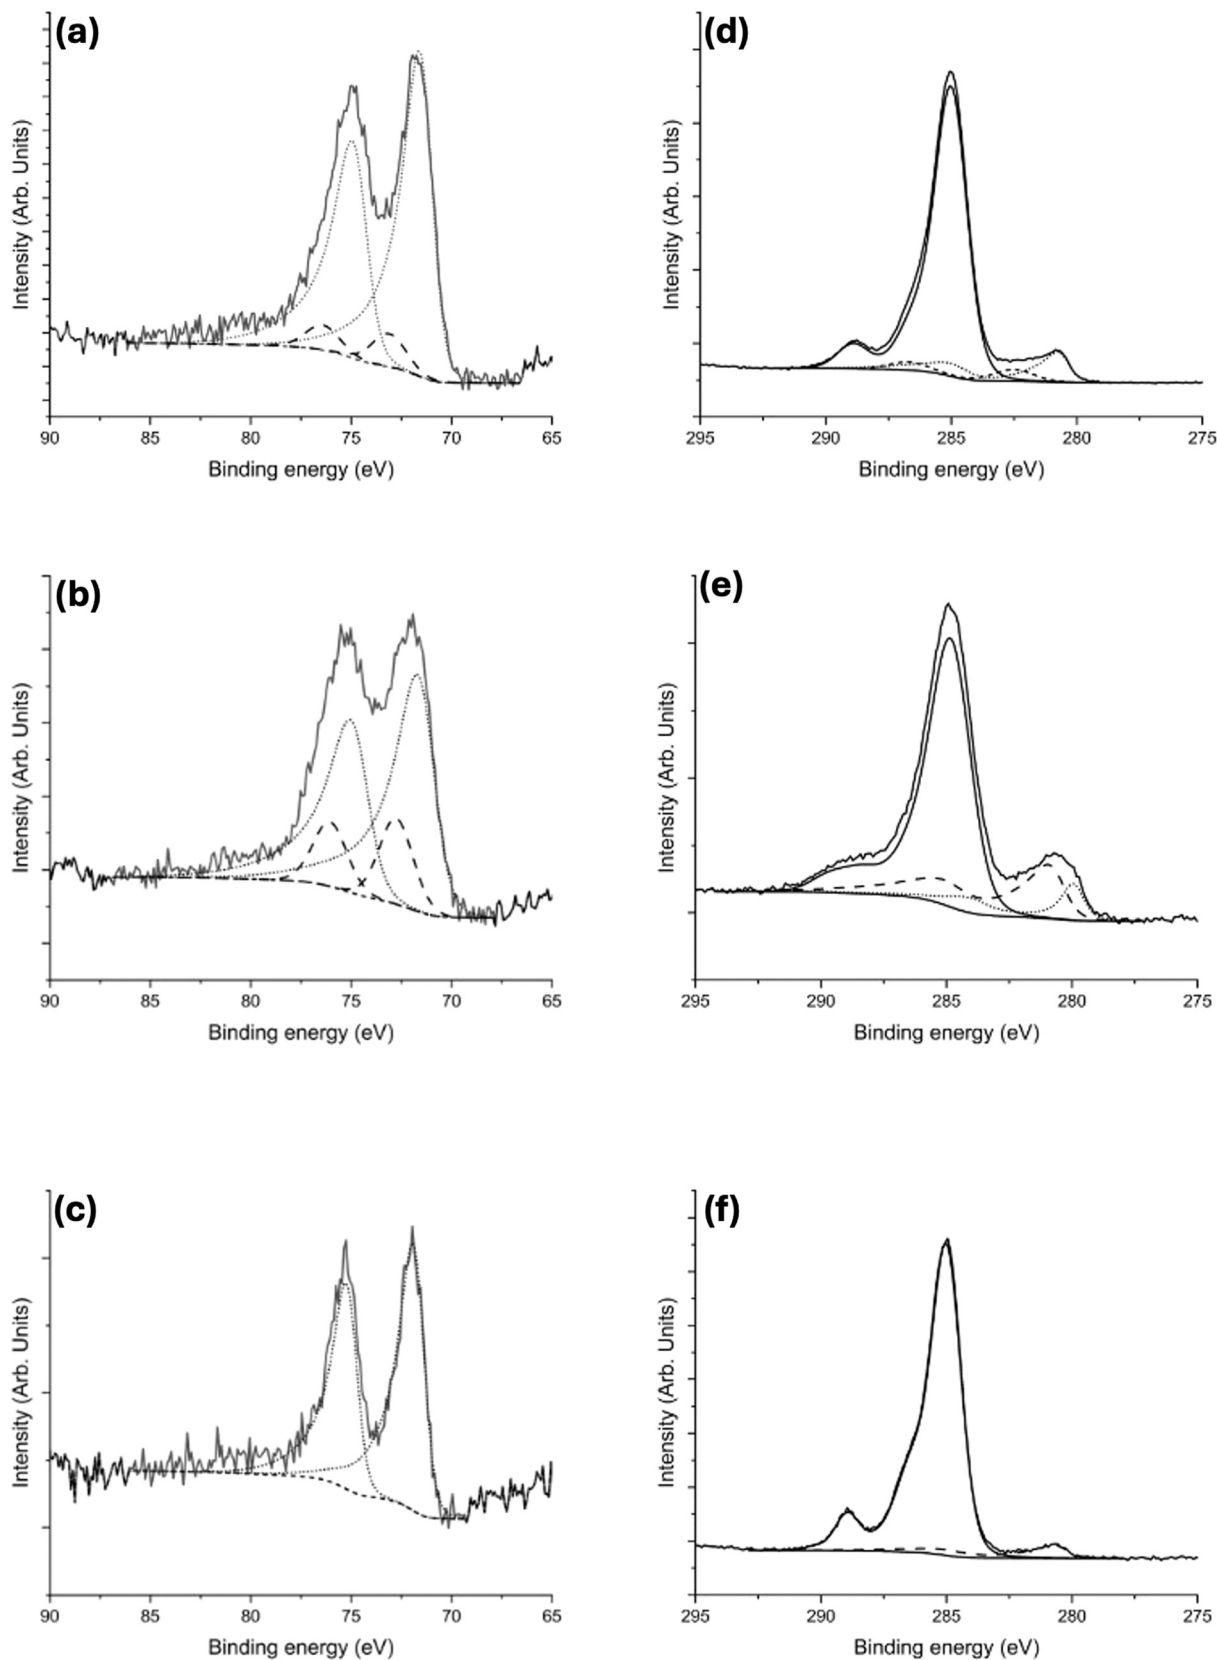 (a)
Intensity (Arb. Units)
90 85 80 75 70 65
Binding energy (eV)
(d)
Intensity (Arb. Units)
295 290 285 280 275
Binding energy (eV)
(b)
Intensity (Arb. Units)
90 85 80 75 70 65
Binding energy (eV)
(e)
Intensity (Arb. Units)
295 290 285 280 275
Binding energy (eV)
(c)
Intensity (Arb. Units)
90 85 80 75 70 65
Binding energy (eV)
(f)
Intensity (Arb. Units)
295 290 285 280 275
Binding energy (eV)